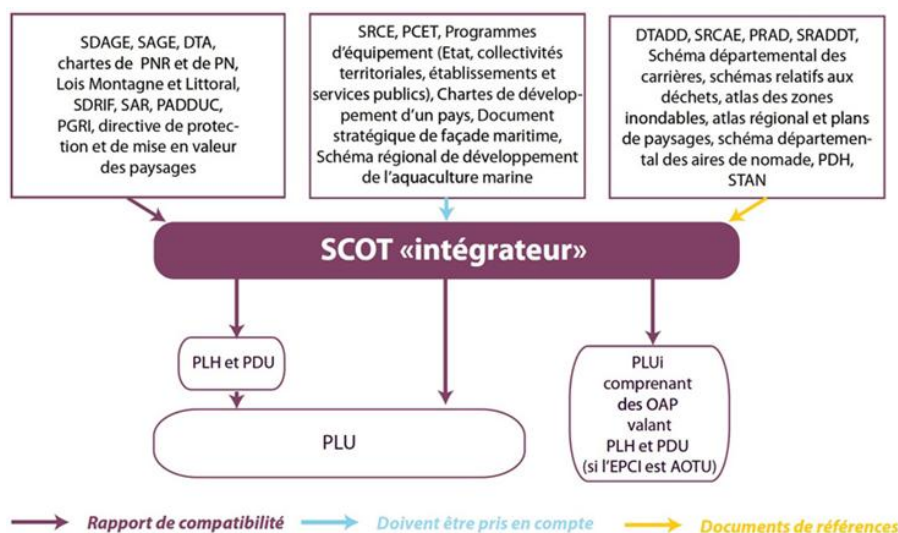 SDAGE, SAGE, DTA,
chartes de PNR et de PN,
Lois Montagne et Littoral,
SDRIF, SAR, PADDUC,
PGRI, directive de protec-
tion et de mise en valeur
des paysages
SRCE, PCET, Programmes
d'équipement (Etat, collectivités
territoriales, établissements et
services publics), Chartes de dévelop-
pement d'un pays, Document
stratégique de façade maritime,
Schéma régional de développement
de l'aquaculture marine
DTADD, SRCAE, PRAD, SRADDT,
Schéma départemental des
carrières, schémas relatifs aux
déchets, atlas des zones
inondables, atlas régional et plans
de paysages, schéma départemen-
tal des aires de nomade, PDH,
STAN
SCOT «intégrateur»
PLH et PDU
PLU
PLUi
comprenant
des OAP
valant
PLH et PDU
(si l'EPCI est AOTU)
Rapport de compatibilité
Doivent être pris en compte
Documents de références